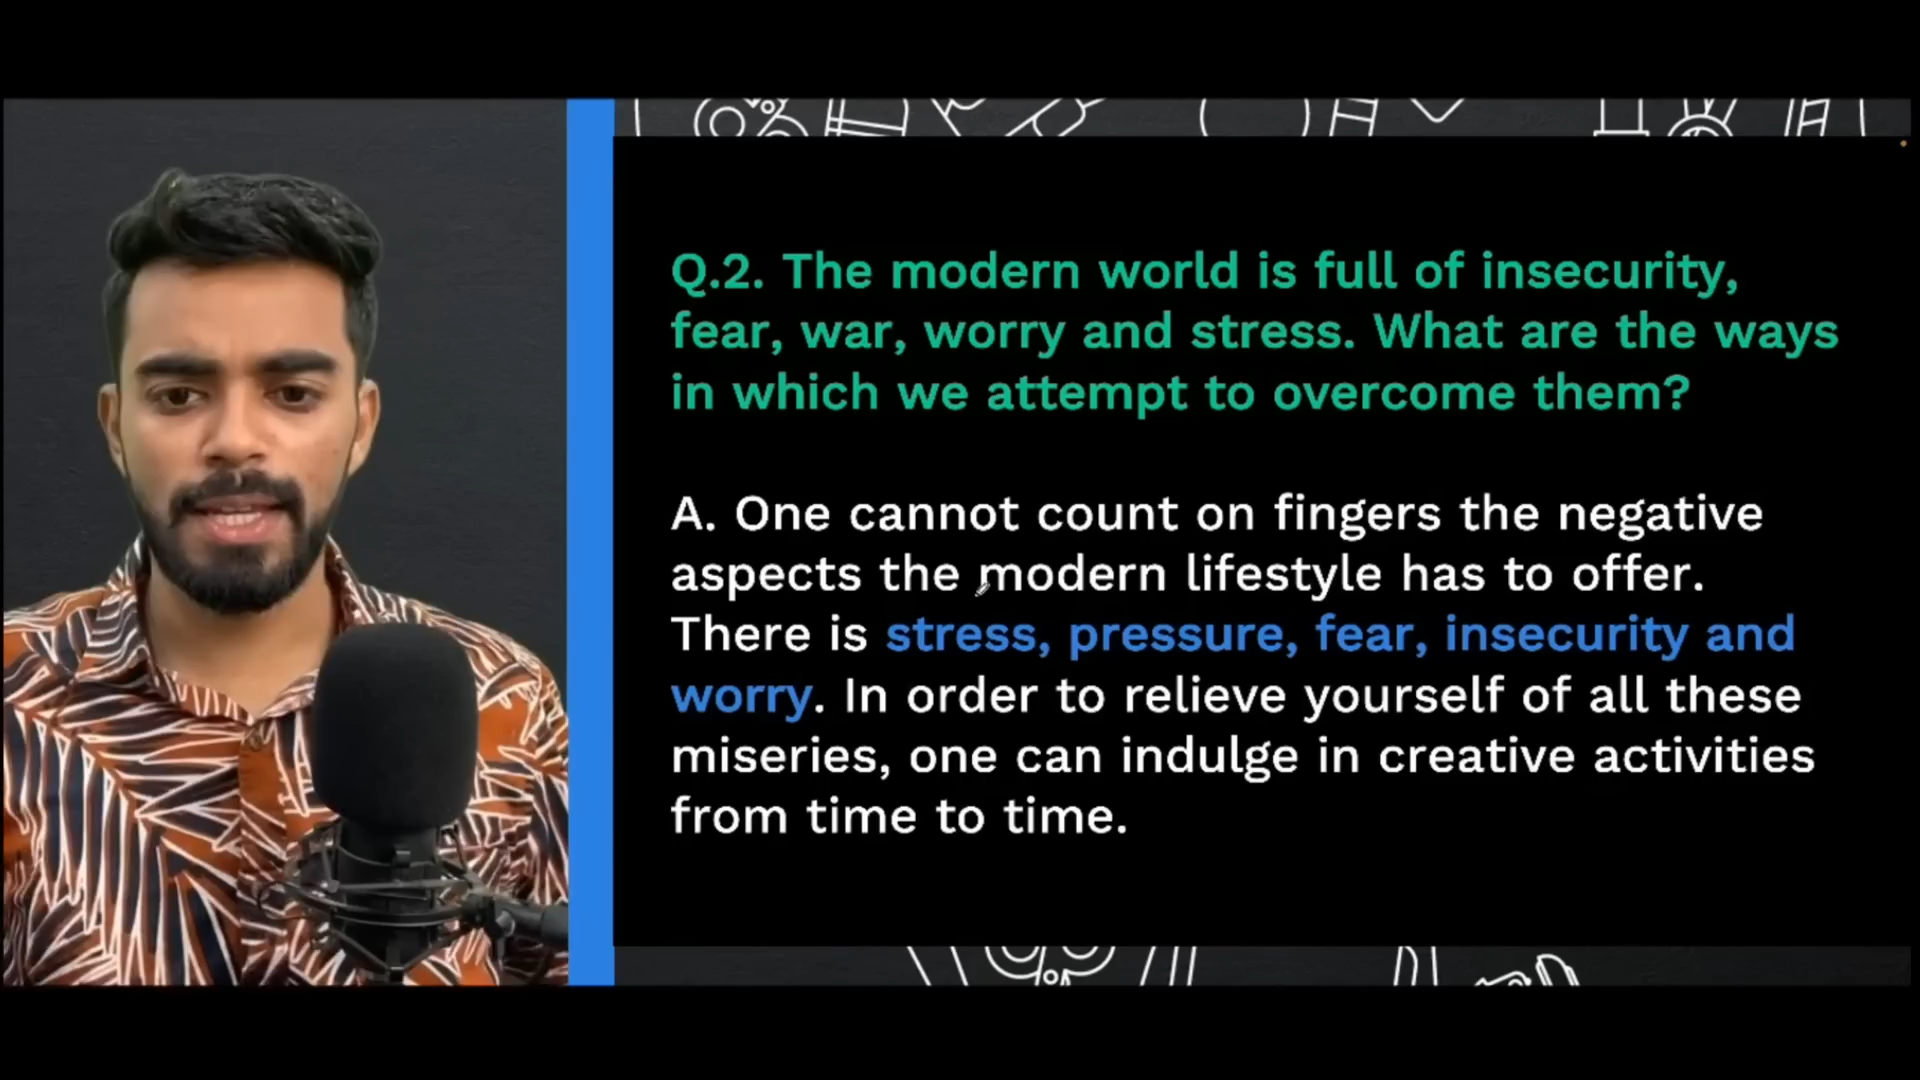 Q.2. The modern world is full of insecurity,
fear, war, worry and stress. What are the ways
in which we attempt to overcome them?
A. One cannot count on fingers the negative
aspects the modern lifestyle has to offer.
There is stress, pressure, fear, insecurity and
worry. In order to relieve yourself of all these
miseries, one can indulge in creative activities
from time to time.